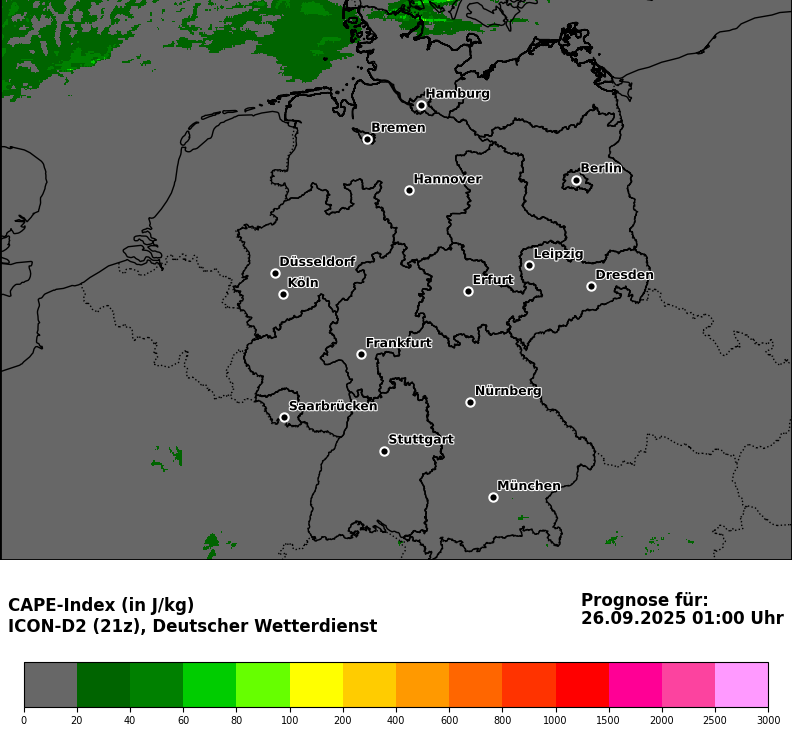 Hamburg
Bremen
Berlin
Hannover
Leipzig
Düsseldorf
Dresden
Köln
Erfurt
Frankfurt
Nürnberg
Saarbrücken
Stuttgart
München
CAPE-Index (in J/kg)
ICON-D2 (21z), Deutscher Wetterdienst
Prognose für:
26.09.2025 01:00 Uhr
0 20 40 60 80 100 200 400 600 800 1000 1500 2000 2500 3000